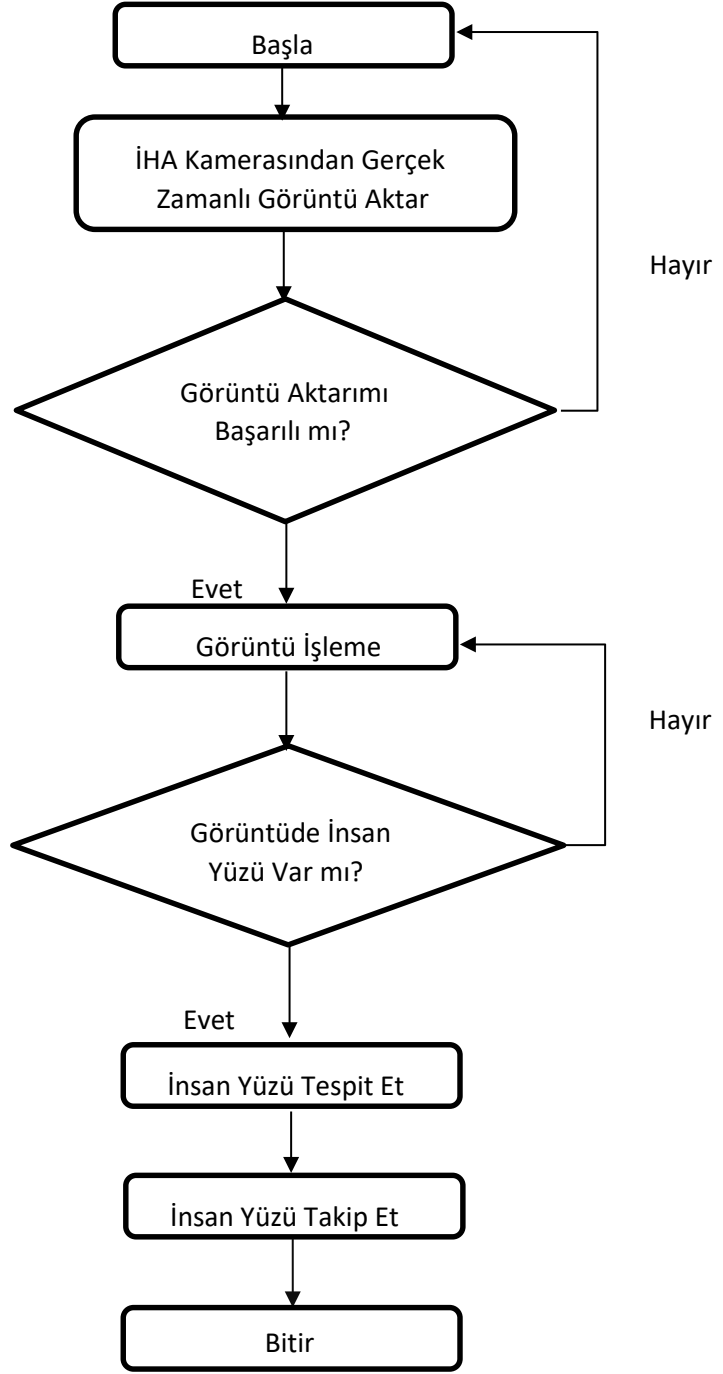 Başla
İHA Kamerasından Gerçek
Zamanlı Görüntü Aktar
Hayır
Görüntü Aktarımı
Başarılı mı?
Evet
Görüntü İşleme
Hayır
Görüntüde İnsan
Yüzü Var mı?
Evet
İnsan Yüzü Tespit Et
İnsan Yüzü Takip Et
Bitir